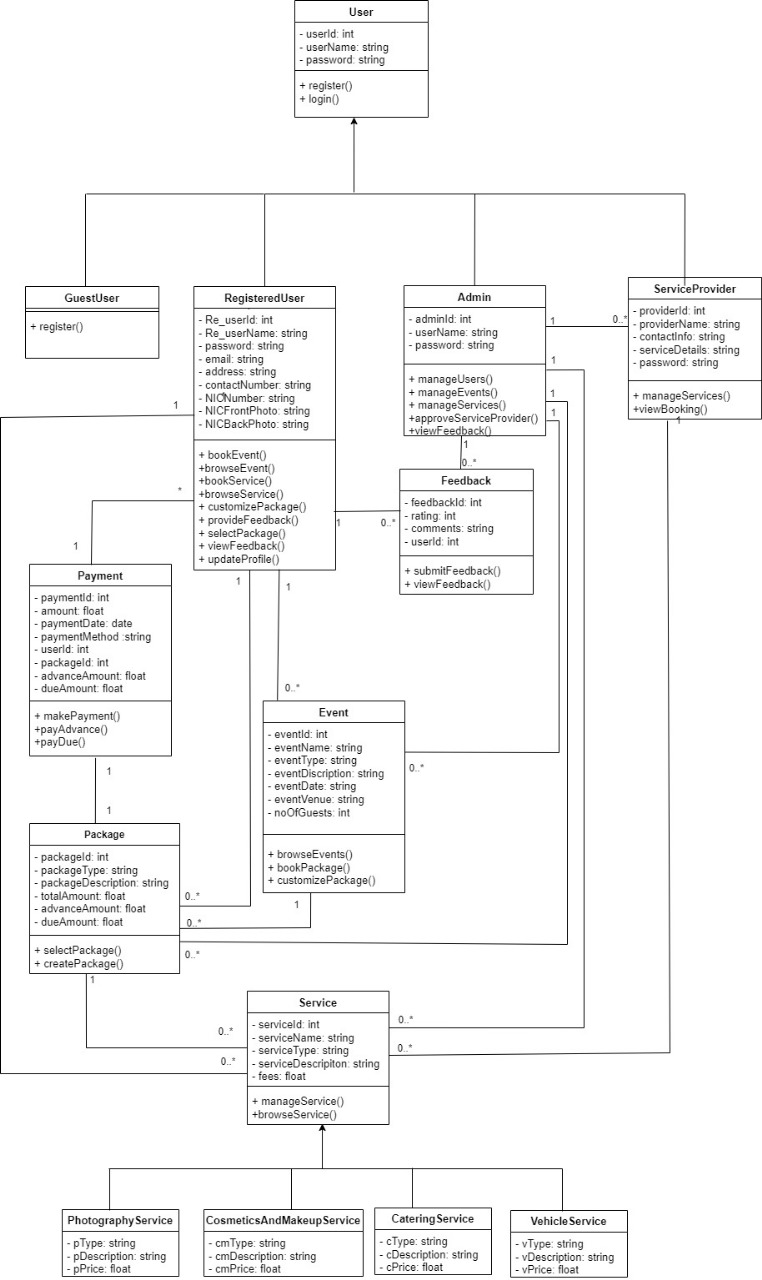 User
- userId: int
- userName: string
- password: string
+ register()
+ login()
GuestUser
+ register()
RegisteredUser
- Re_userId: int
- Re_userName: string
- password: string
- email: string
- address: string
- contactNumber: string
- NICNumber: string
- NICFrontPhoto: string
- NICBackPhoto: string
+ bookEvent()
+browseEvent()
+bookService()
+browseService()
+ customizePackage()
+ provideFeedback()
+ selectPackage()
+ viewFeedback()
+ updateProfile()
Admin
- adminId: int
- userName: string
- password: string
+ manageUsers()
+ manageEvents()
+ manageServices()
+approveServiceProvider()
+viewFeedback()
ServiceProvider
- providerId: int
- providerName: string
- contactInfo: string
- serviceDetails: string
- password: string
+ manageServices()
+viewBooking()
1
0..*
1
1
1
1
1
0..*
1
1
0..*
*
1
Feedback
- feedbackId: int
- rating: int
- comments: string
- userId: int
+ submitFeedback()
+ viewFeedback()
Payment
- paymentId: int
- amount: float
- paymentDate: date
- paymentMethod :string
- userId: int
- packageId: int
- advanceAmount: float
- dueAmount: float
+ makePayment()
+payAdvance()
+payDue()
1
1
0..*
Event
- eventId: int
- eventName: string
- eventType: string
- eventDiscription: string
- eventDate: string
- eventVenue: string
- noOfGuests: int
+ browseEvents()
+ bookPackage()
+ customizePackage()
0..*
1
1
Package
- packageId: int
- packageType: string
- packageDescription: string
- totalAmount: float
- advanceAmount: float
- dueAmount: float
+ selectPackage()
+ createPackage()
0..*
1
0..*
0..*
1
Service
- serviceId: int
- serviceName: string
- serviceType: string
- serviceDescripiton: string
- fees: float
+ manageService()
+browseService()
0..*
0..*
0..*
0..*
PhotographyService
- pType: string
- pDescription: string
- pPrice: float
CosmeticsAndMakeupService
- cmType: string
- cmDescription: string
- cmPrice: float
CateringService
- cType: string
- cDescription: string
- cPrice: float
VehicleService
- vType: string
- vDescription: string
- vPrice: float